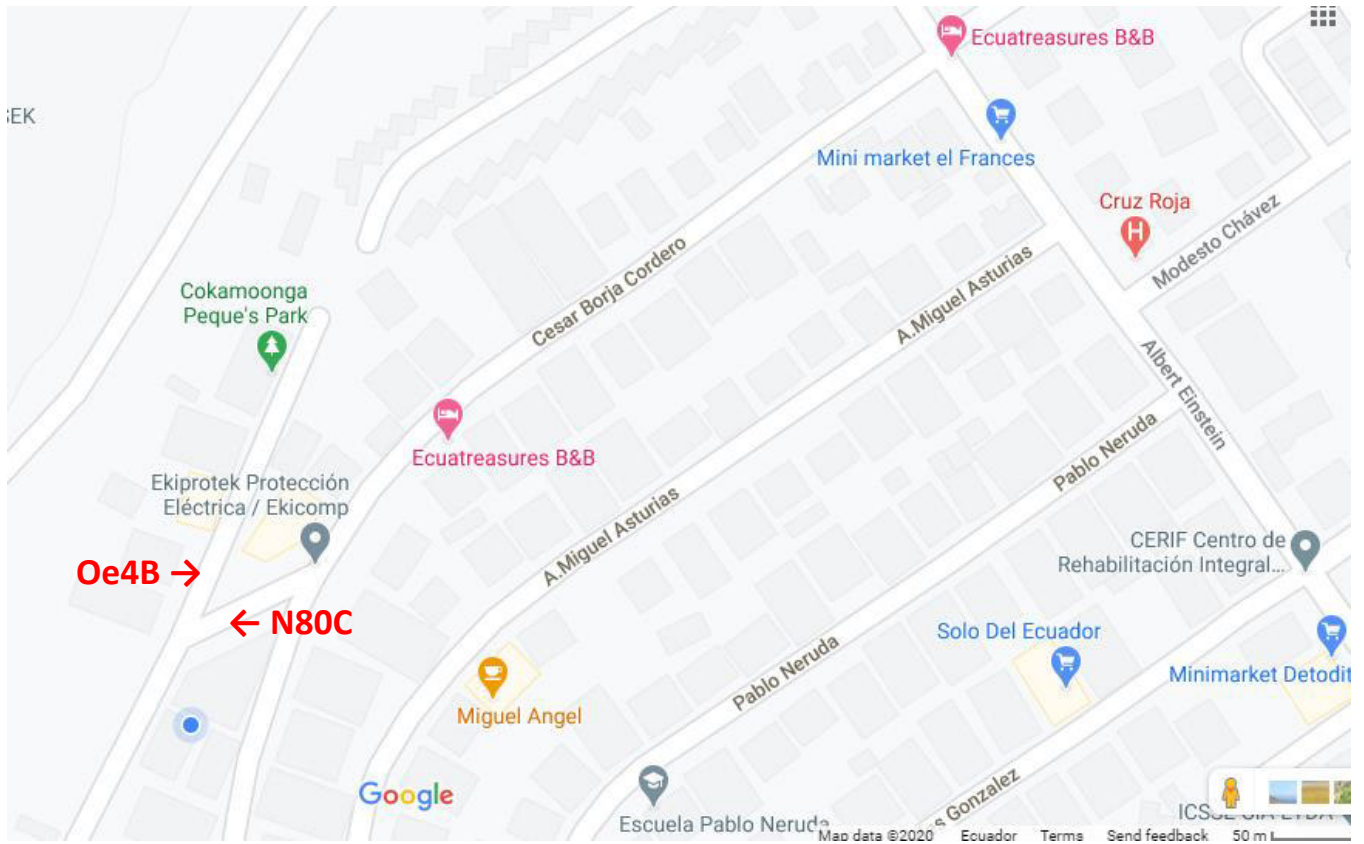 Ecuatreasures B&B
:EK
Mini market el Frances
Cruz Roja
Modesto Chávez
Cesar Borja Cordero
A.Miguel Asturias
Cokamoonga
Peque's Park
Albert Einstein
Ecuatreasures B&B
Pablo Neruda
Ekiprotek Protección
Eléctrica / Ekicomp
A.Miguel Asturias
CERIF Centro de
Rehabilitación Integral...
Oe4B →
← N80C
Solo Del Ecuador
Pablo Neruda
Minimarket Detodit
Miguel Angel
Google
Gonzalez
Escuela Pablo Neruda
Map data ©2020 Ecuador Terms Send feedback 50 m